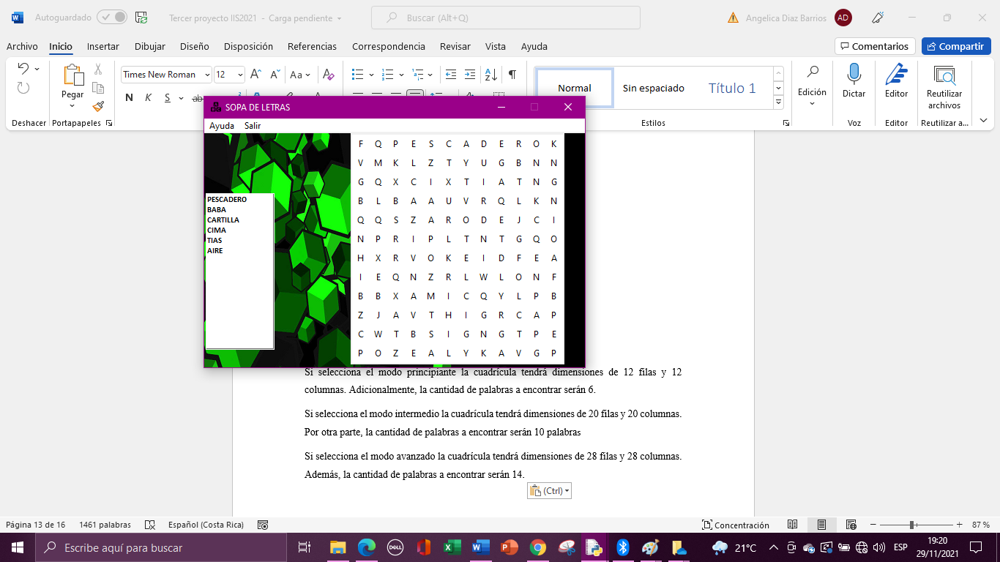 Autoguardado
Tercer proyecto IIS2021 - Carga pendiente
Buscar (Alt+Q)
Angelica Diaz Barrios
AD
Archivo Inicio Insertar Dibujar Diseño Disposición Referencias Correspondencia Revisar Vista Ayuda
Comentarios
Compartir
Times New Roman 12
Pegar
N K S ab
Normal
Sin espaciado
Título 1
Edición
Dictar
Editor
Reutilizar
archivos
Deshacer
Portapapeles
Estilos
Voz
Editor
Reutilizar a...
SOPA DE LETRAS
Ayuda Salir
PESCADERO
BABA
CARTILLA
CIMA
TIAS
AIRE
F Q P E S C A D E R O K
V M K L Z T Y U G B N N
G Q X C I X T I A T N G
B L B A A U V R Q L K N
Q Q S Z A R O D E J C I
N P R I P L T N T G Q O
H X R V O K E I D F E A
I E Q N Z R L W L O N F
B B X A M I C Q Y L P B
Z J A V T H I G R C A P
C W T B S I G N G T P E
P O Z E A L Y K A V G P
Si selecciona el modo principiante la cuadrícula tendrá dimensiones de 12 filas y 12
columnas. Adicionalmente, la cantidad de palabras a encontrar serán 6.
Si selecciona el modo intermedio la cuadrícula tendrá dimensiones de 20 filas y 20 columnas.
Por otra parte, la cantidad de palabras a encontrar serán 10 palabras
Si selecciona el modo avanzado la cuadrícula tendrá dimensiones de 28 filas y 28 columnas.
Además, la cantidad de palabras a encontrar serán 14.
(Ctrl)
Página 13 de 16 1461 palabras Español (Costa Rica)
Concentración
87 %
Escribe aquí para buscar
21°C
ESP
19:20
29/11/2021